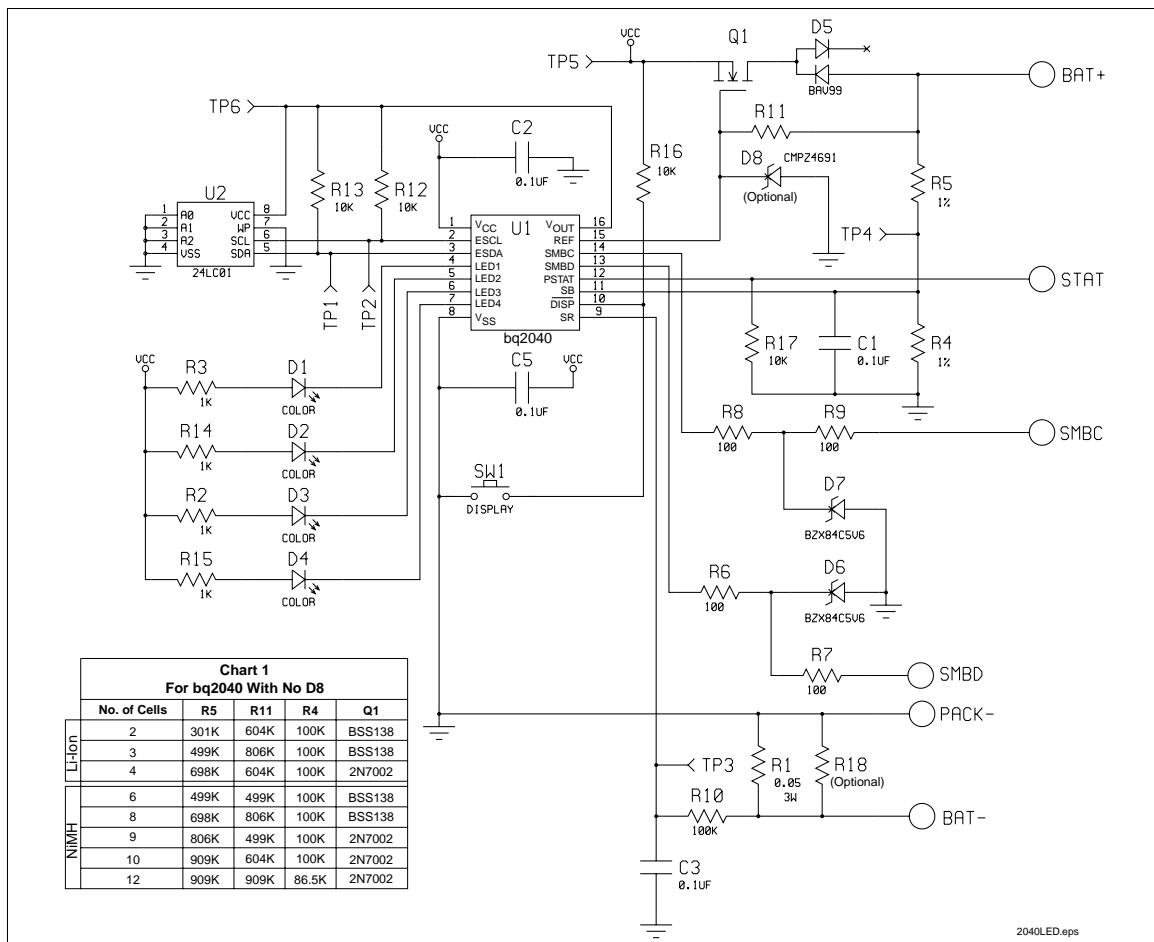 VCC
TP5
Q1
D5
BAV99
BAT+
TP6
VCC
C2
0.1UF
R16
10K
R11
D8
CMPZ4691
(Optional)
R5
1%
TP4
U2
R13
10K
R12
10K
1 A0 VCC 8
2 A1 WP 7
3 A2 SCL 6
4 VSS SDA 5
24LC01
TP1
TP2
U1
1 VCC VOUT 16
2 ESCL REF 15
3 ESDA SMBC 14
4 LED1 SMBD 13
5 LED2 PSTAT 12
6 LED3 SB 11
7 LED4 DISP 10
8 VSS SR 9
bq2040
STAT
R17
10K
C1
0.1UF
R4
1%
C5
0.1UF
VCC
VCC
R3
1K
D1
COLOR
R14
1K
D2
COLOR
R2
1K
D3
COLOR
R15
1K
D4
COLOR
SW1
DISPLAY
R8
100
R9
100
SMBC
D7
BZX84C5V6
R6
100
D6
BZX84C5V6
R7
100
SMBD
PACK-
TP3
R1
0.05
3W
R18
(Optional)
R10
100K
BAT-
C3
0.1UF
Chart 1
For bq2040 With No D8
No. of Cells R5 R11 R4 Q1
Li-Ion
2 301K 604K 100K BSS138
3 499K 806K 100K BSS138
4 698K 604K 100K 2N7002
NiMH
6 499K 499K 100K BSS138
8 698K 806K 100K BSS138
9 806K 499K 100K 2N7002
10 909K 604K 100K 2N7002
12 909K 909K 86.5K 2N7002
2040LED.eps